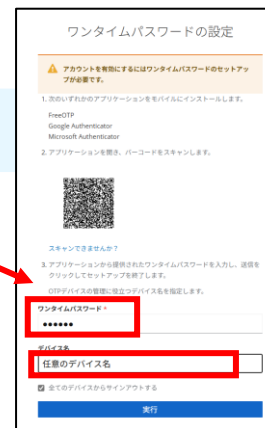 ワンタイムパスワードの設定
アカウントを有効にするにはワンタイムパスワードのセットアッ
プが必要です。
1. 次のいずれかのアプリケーションをモバイルにインストールします。
FreeOTP
Google Authenticator
Microsoft Authenticator
2. アプリケーションを開き、バーコードをスキャンします。
スキャンできませんか?
3. アプリケーションから提供されたワンタイムパスワードを入力し、送信を
クリックしてセットアップを終了します。
OTPデバイスの管理に役立つデバイス名を指定します。
ワンタイムパスワード *
••••••
デバイス名
任意のデバイス名
全てのデバイスからサインアウトする
実行